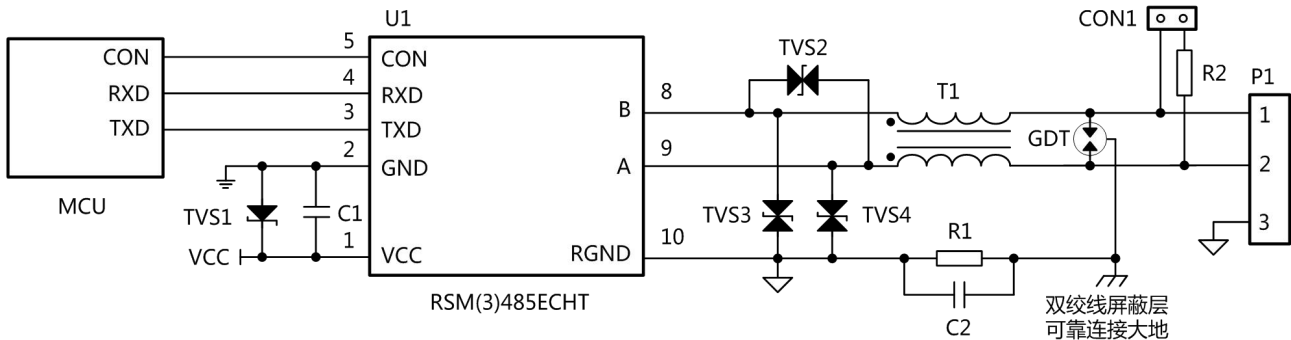 U1
CON1
MCU
CON
RXD
TXD
5
4
3
2
1
CON
RXD
TXD
GND
VCC
B
A
RGND
8
9
10
RSM(3)485ECHT
TVS1
C1
VCC
TVS2
TVS3
TVS4
T1
GDT
R2
P1
1
2
3
R1
C2
双绞线屏蔽层
可靠连接大地